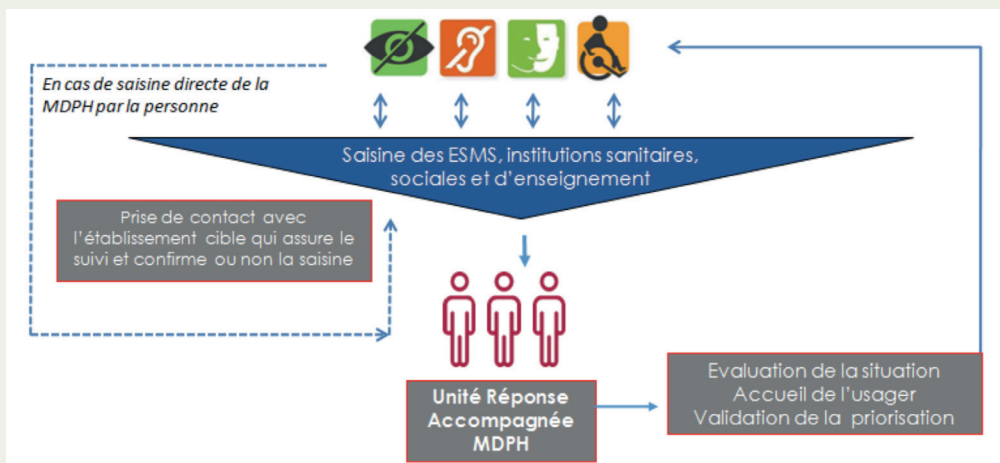 En cas de saisine directe de la
MDPH par la personne
Saisine des ESMS, institutions sanitaires,
sociales et d'enseignement
Prise de contact avec
l'établissement cible qui assure le
suivi et confirme ou non la saisine
Unité Réponse
Accompagnée
MDPH
Evaluation de la situation
Accueil de l'usager
Validation de la priorisation